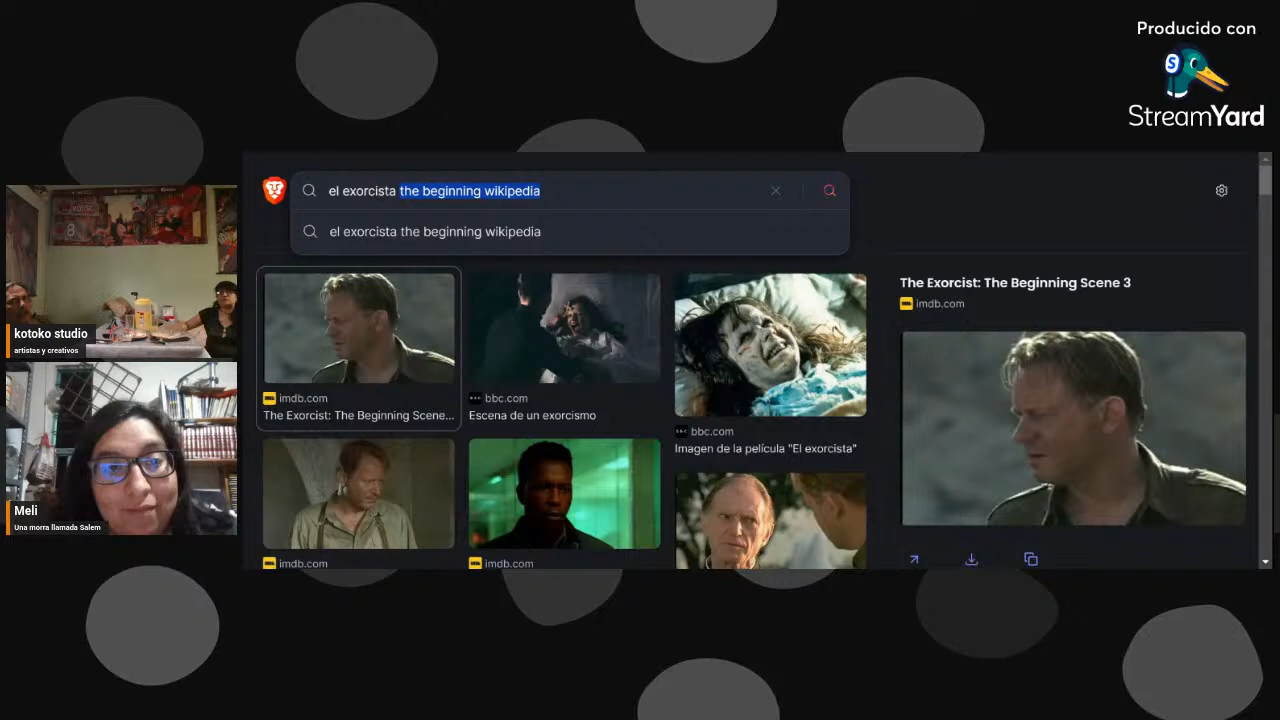 Producido con
StreamYard
el exorcista the beginning wikipedia
el exorcista the beginning wikipedia
imdb.com
The Exorcist: The Beginning Scene...
bbc.com
Escena de un exorcismo
bbc.com
Imagen de la película "El exorcista"
imdb.com
imdb.com
The Exorcist: The Beginning Scene 3
imdb.com
kotoko studio
artistas y creativos
Meli
Una morra llamada Salem